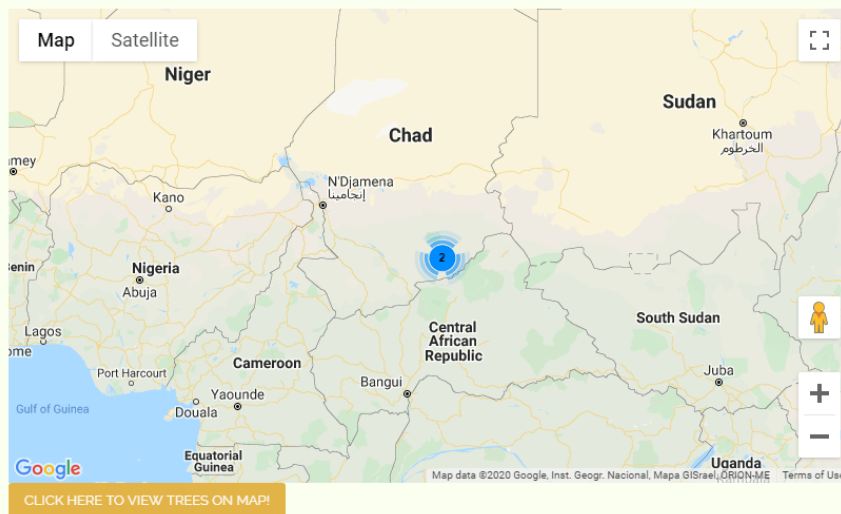 Map Satellite
Niger
Sudan
Chad
Khartoum
الخرطوم
amey
N'Djamena
إنجامينا
Kano
2
Benin
Nigeria
Abuja
South Sudan
Central
African
Republic
Lagos
ome
Cameroon
Port Harcourt
Juba
Bangui
Yaounde
Gulf of Guinea
Douala
Equatorial
Guinea
Uganda
Google
Map data ©2020 Google, Inst. Geogr. Nacional, Mapa GISrael, ORION-ME Terms of Use
CLICK HERE TO VIEW TREES ON MAP!